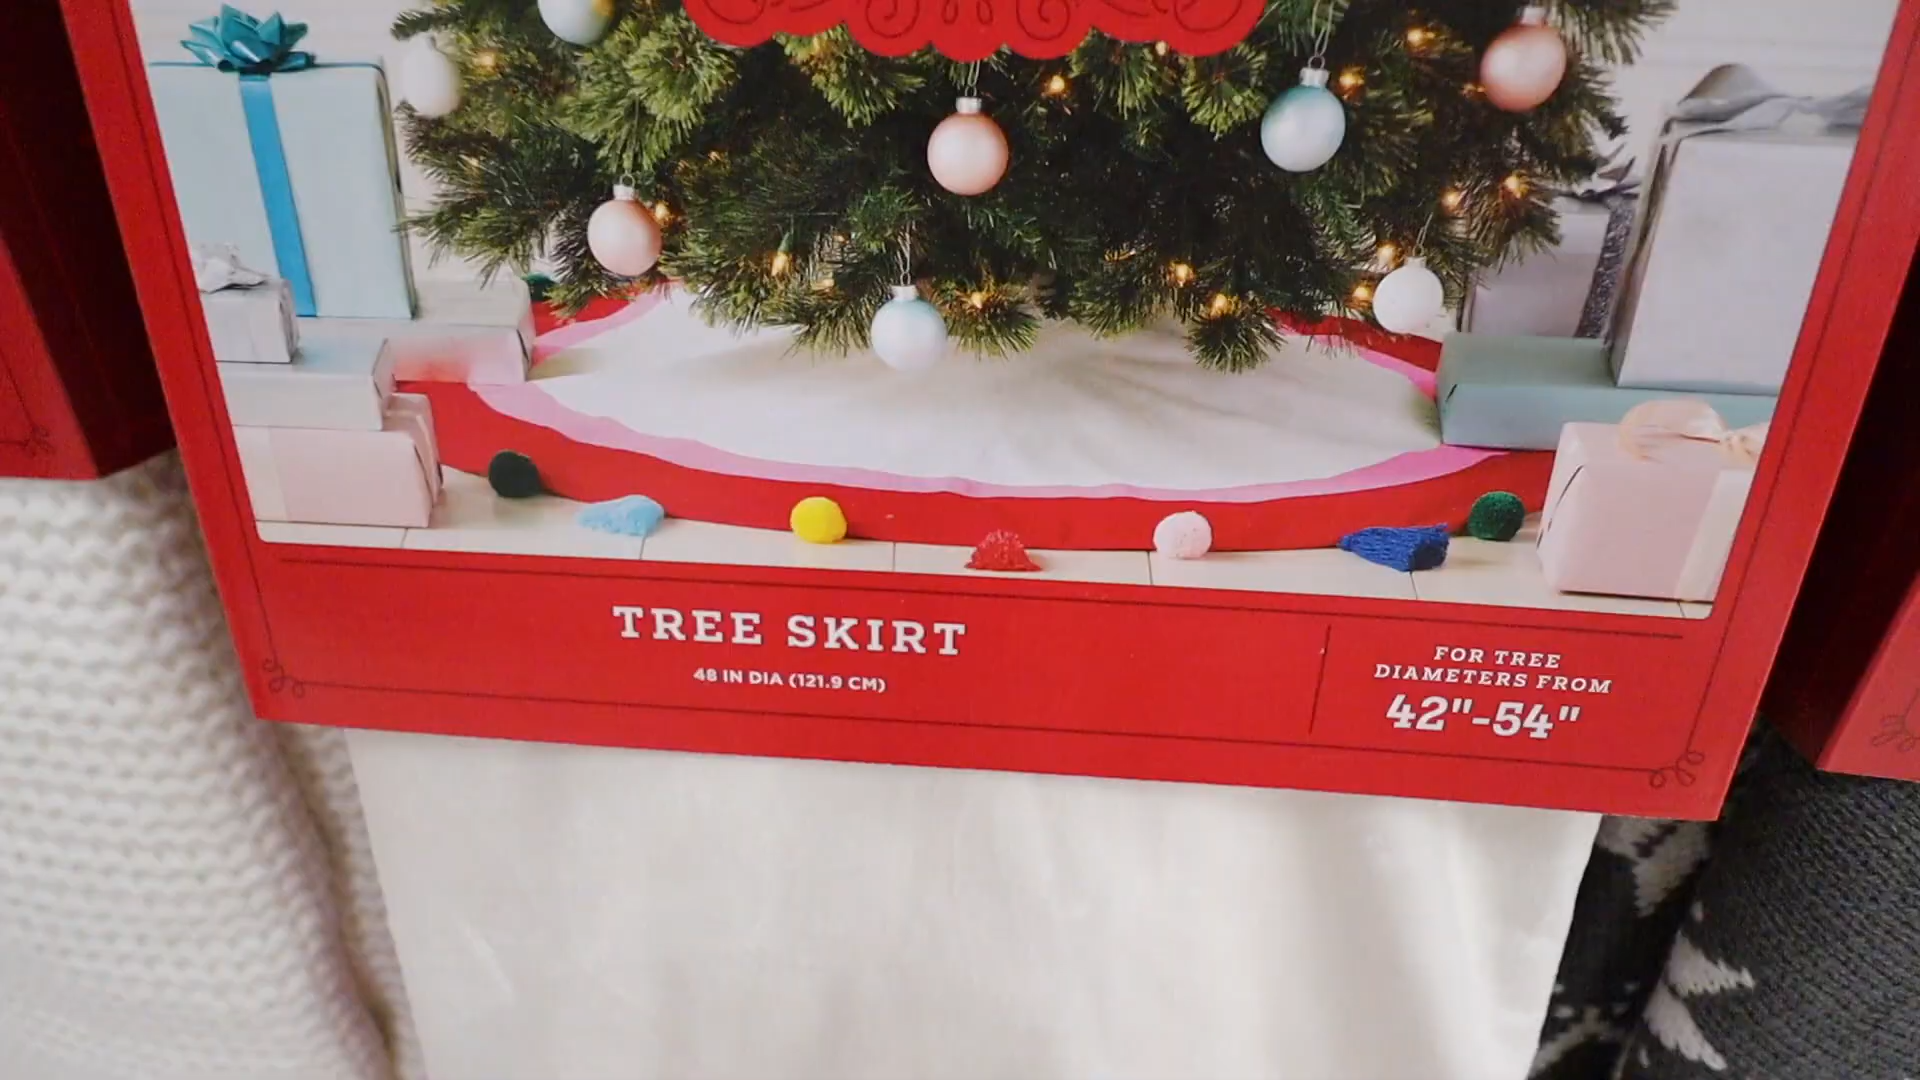 TREE SKIRT
48 IN DIA (121.9 CM)
FOR TREE
DIAMETERS FROM
42"-54"